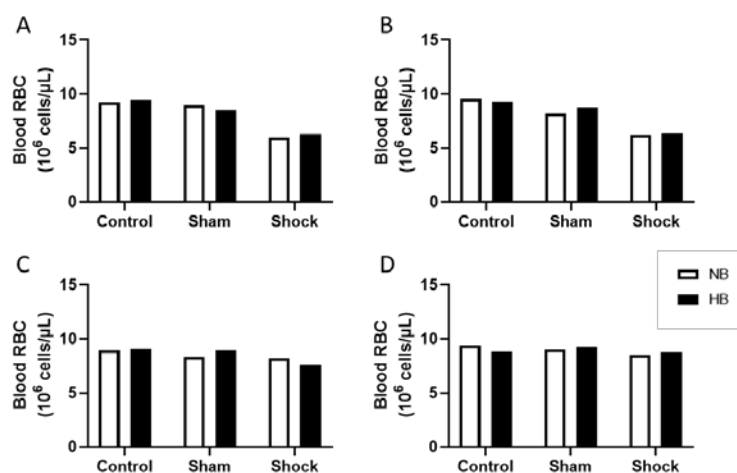 A
15
10
5
0
Blood RBC
(10⁶ cells/µL)
Control Sham Shock
B
15
10
5
0
Blood RBC
(10⁶ cells/µL)
Control Sham Shock
C
15
10
5
0
Blood RBC
(10⁶ cells/µL)
Control Sham Shock
D
15
10
5
0
Blood RBC
(10⁶ cells/µL)
Control Sham Shock
NB
HB